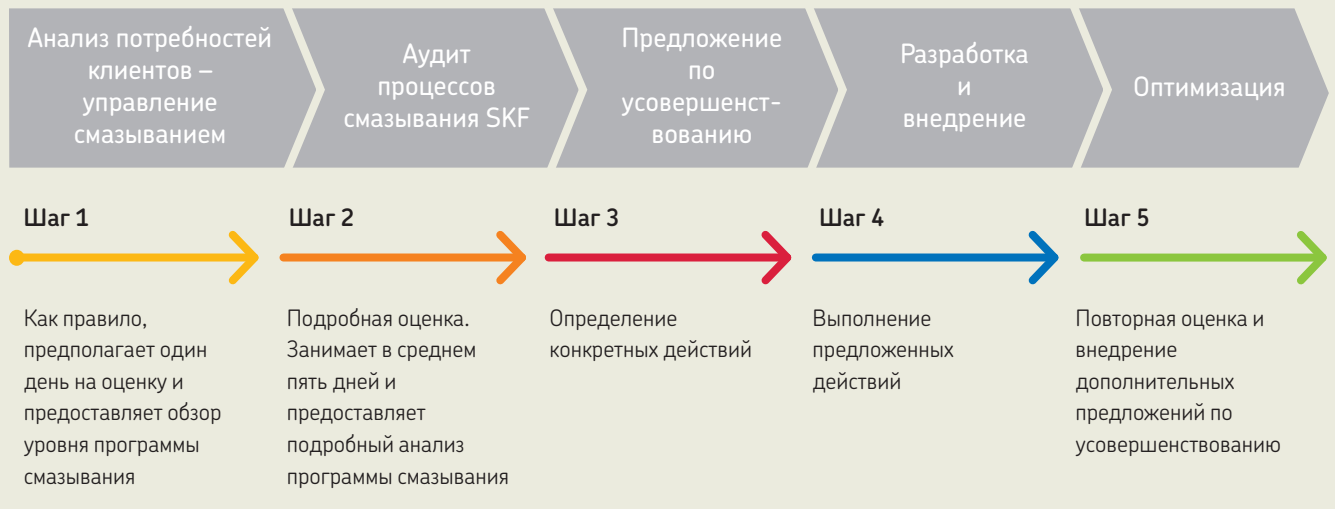 Анализ потребностей
клиентов –
управление
смазыванием
Аудит
процессов
смазывания SKF
Предложение
по
усовершенст-
вованию
Разработка
и
внедрение
Оптимизация
Шаг 1
Как правило,
предполагает один
день на оценку и
предоставляет обзор
уровня программы
смазывания
Шаг 2
Подробная оценка.
Занимает в среднем
пять дней и
предоставляет
подробный анализ
программы смазывания
Шаг 3
Определение
конкретных действий
Шаг 4
Выполнение
предложенных
действий
Шаг 5
Повторная оценка и
внедрение
дополнительных
предложений по
усовершенствованию